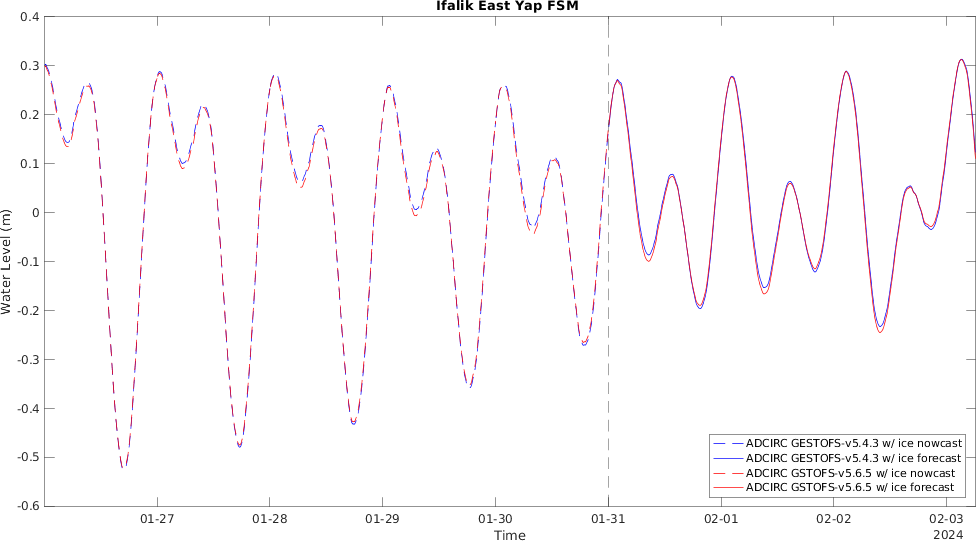 Ifalik East Yap FSM
Water Level (m)
0.4
0.3
0.2
0.1
0
-0.1
-0.2
-0.3
-0.4
-0.5
-0.6
ADCIRC GESTOFS-v5.4.3 w/ ice nowcast
ADCIRC GESTOFS-v5.4.3 w/ ice forecast
ADCIRC GSTOFS-v5.6.5 w/ ice nowcast
ADCIRC GSTOFS-v5.6.5 w/ ice forecast
01-27 01-28 01-29 01-30 01-31 02-01 02-02 02-03
2024
Time